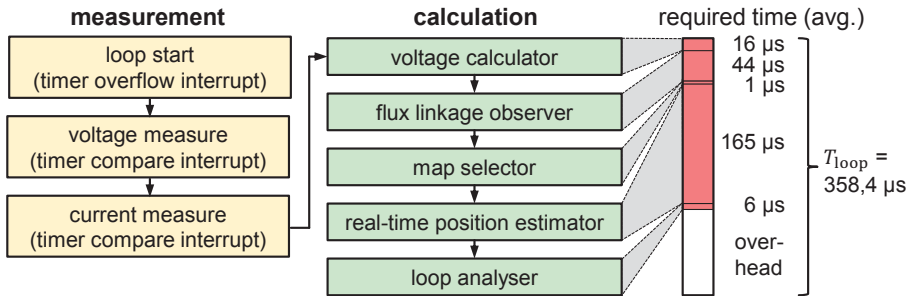 measurement
loop start
(timer overflow interrupt)
voltage measure
(timer compare interrupt)
current measure
(timer compare interrupt)
calculation
voltage calculator
flux linkage observer
map selector
real-time position estimator
loop analyser
required time (avg.)
16 µs
44 µs
1 µs
165 µs
6 µs
over-
head
T_loop =
358,4 µs